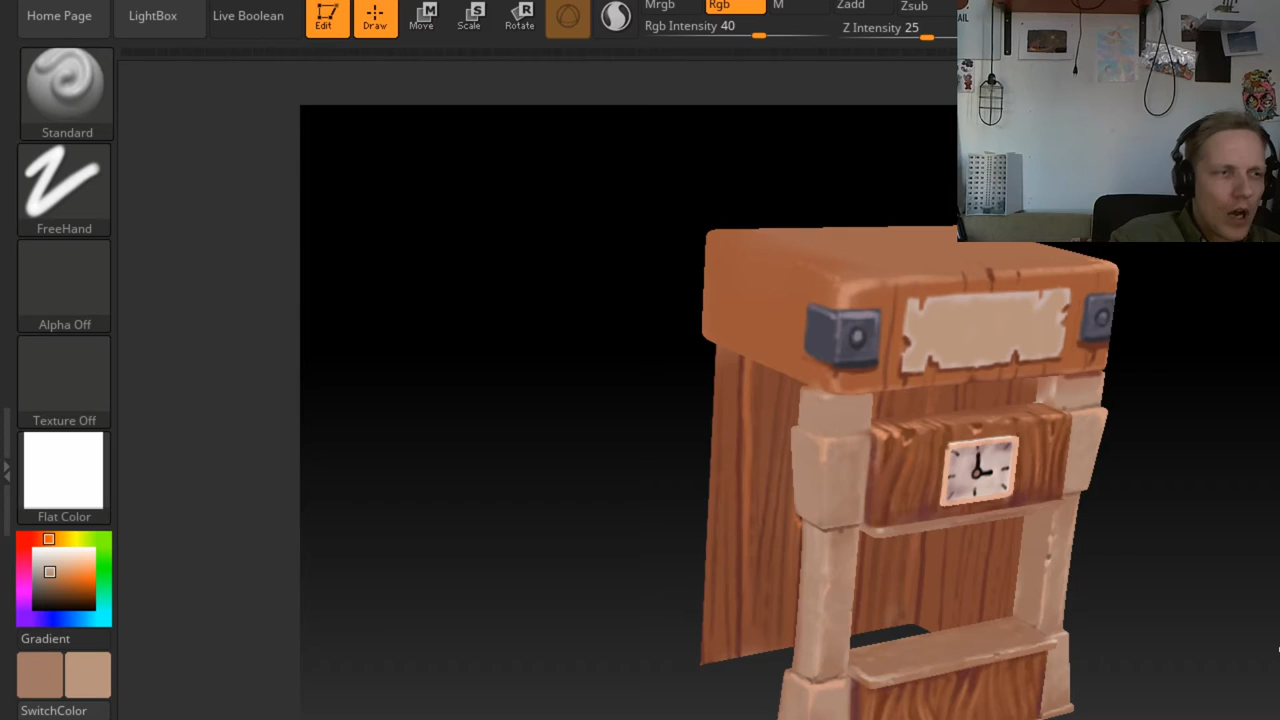 Home Page
LightBox
Live Boolean
Edit
Draw
Move
Scale
Rotate
Mrgb
Rgb
M
Zadd
Zsub
Rgb Intensity 40
Z Intensity 25
Standard
FreeHand
Alpha Off
Texture Off
Flat Color
Gradient
SwitchColor